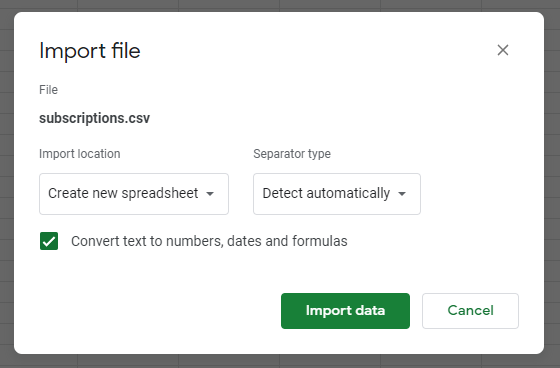 Import file
File
subscriptions.csv
Import location
Separator type
Create new spreadsheet
Detect automatically
Convert text to numbers, dates and formulas
Import data
Cancel